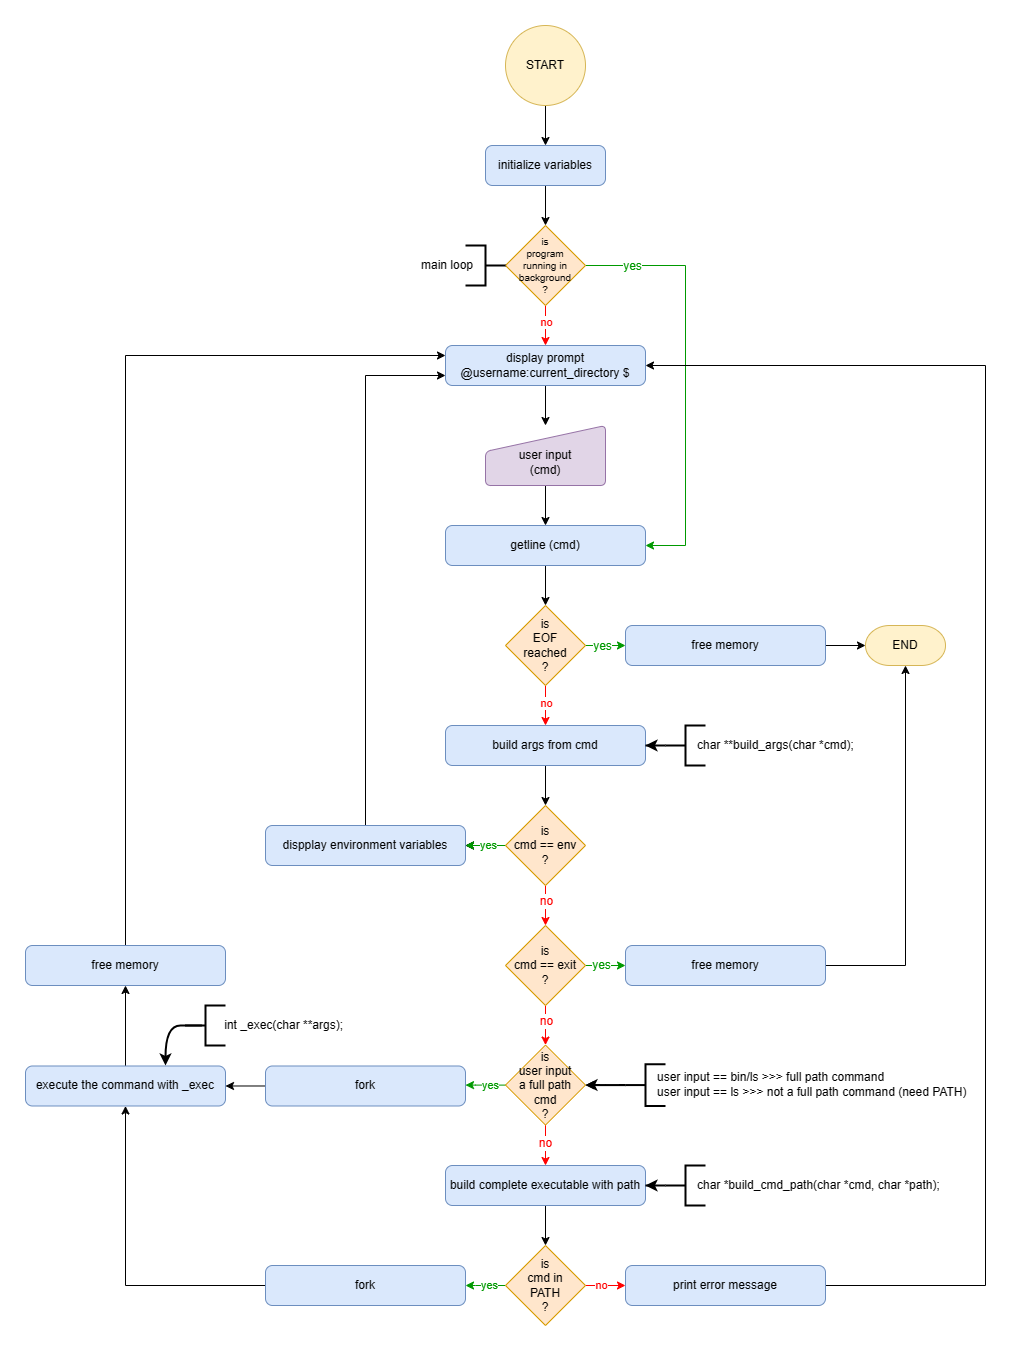 START
initialize variables
is
program
running in
background
?
main loop
yes
no
display prompt
@username:current_directory $
user input
(cmd)
getline (cmd)
is
EOF
reached
?
yes
free memory
END
no
build args from cmd
char **build_args(char *cmd);
is
cmd == env
?
yes
dispplay environment variables
no
is
cmd == exit
?
yes
free memory
free memory
no
int _exec(char **args);
is
user input
a full path
cmd
?
yes
fork
execute the command with _exec
user input == bin/ls >>> full path command
user input == ls >>> not a full path command (need PATH)
no
build complete executable with path
char *build_cmd_path(char *cmd, char *path);
is
cmd in
PATH
?
yes
fork
no
print error message